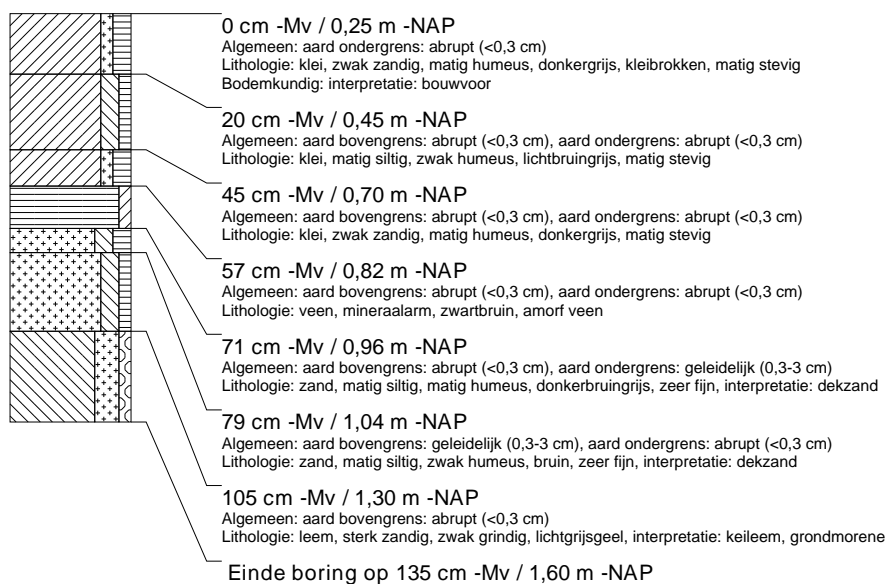 0 cm -Mv / 0,25 m -NAP
Algemeen: aard ondergrens: abrupt (<0,3 cm)
Lithologie: klei, zwak zandig, matig humeus, donkergrijs, kleibrokken, matig stevig
Bodemkundig: interpretatie: bouwvoor
20 cm -Mv / 0,45 m -NAP
Algemeen: aard bovengrens: abrupt (<0,3 cm), aard ondergrens: abrupt (<0,3 cm)
Lithologie: klei, matig siltig, zwak humeus, lichtbruingrijs, matig stevig
45 cm -Mv / 0,70 m -NAP
Algemeen: aard bovengrens: abrupt (<0,3 cm), aard ondergrens: abrupt (<0,3 cm)
Lithologie: klei, zwak zandig, matig humeus, donkergrijs, matig stevig
57 cm -Mv / 0,82 m -NAP
Algemeen: aard bovengrens: abrupt (<0,3 cm), aard ondergrens: abrupt (<0,3 cm)
Lithologie: veen, mineraalarm, zwartbruin, amorf veen
71 cm -Mv / 0,96 m -NAP
Algemeen: aard bovengrens: abrupt (<0,3 cm), aard ondergrens: geleidelijk (0,3-3 cm)
Lithologie: zand, matig siltig, matig humeus, donkerbruingrijs, zeer fijn, interpretatie: dekzand
79 cm -Mv / 1,04 m -NAP
Algemeen: aard bovengrens: geleidelijk (0,3-3 cm), aard ondergrens: abrupt (<0,3 cm)
Lithologie: zand, matig siltig, zwak humeus, bruin, zeer fijn, interpretatie: dekzand
105 cm -Mv / 1,30 m -NAP
Algemeen: aard bovengrens: abrupt (<0,3 cm)
Lithologie: leem, sterk zandig, zwak grindig, lichtgrijsgeel, interpretatie: keileem, grondmorene
Einde boring op 135 cm -Mv / 1,60 m -NAP